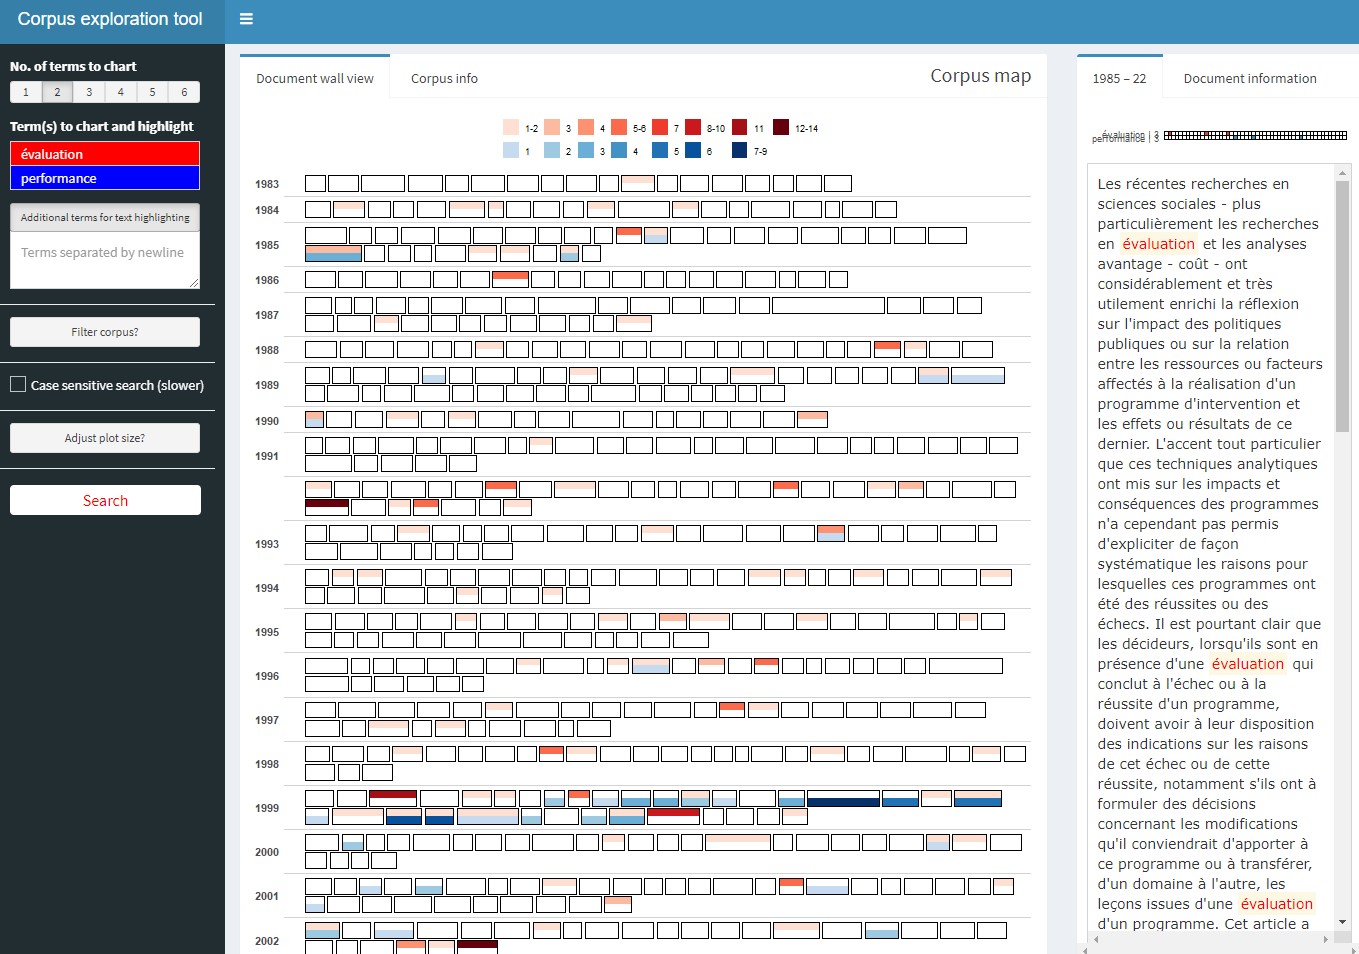 Corpus exploration tool
No. of terms to chart
1 2 3 4 5 6
Term(s) to chart and highlight
évaluation
performance
Additional terms for text highlighting
Terms separated by newline
Filter corpus?
Case sensitive search (slower)
Adjust plot size?
Search
Document wall view Corpus info Corpus map
1-2 3 4 5-6 7 8-10 11 12-14
1 2 3 4 5 6 7-9
1983
1984
1985
1986
1987
1988
1989
1990
1991
1993
1994
1995
1996
1997
1998
1999
2000
2001
2002
1985 – 22 Document information
évaluation | 3
performance | 3
Les récentes recherches en
sciences sociales - plus
particulièrement les recherches
en évaluation et les analyses
avantage - coût - ont
considérablement et très
utilement enrichi la réflexion
sur l'impact des politiques
publiques ou sur la relation
entre les ressources ou facteurs
affectés à la réalisation d'un
programme d'intervention et
les effets ou résultats de ce
dernier. L'accent tout particulier
que ces techniques analytiques
ont mis sur les impacts et
conséquences des programmes
n'a cependant pas permis
d'expliciter de façon
systématique les raisons pour
lesquelles ces programmes ont
été des réussites ou des
échecs. Il est pourtant clair que
les décideurs, lorsqu'ils sont en
présence d'une évaluation qui
conclut à l'échec ou à la
réussite d'un programme,
doivent avoir à leur disposition
des indications sur les raisons
de cet échec ou de cette
réussite, notamment s'ils ont à
formuler des décisions
concernant les modifications
qu'il conviendrait d'apporter à
ce programme ou à transférer,
d'un domaine à l'autre, les
leçons issues d'une évaluation
d'un programme. Cet article a